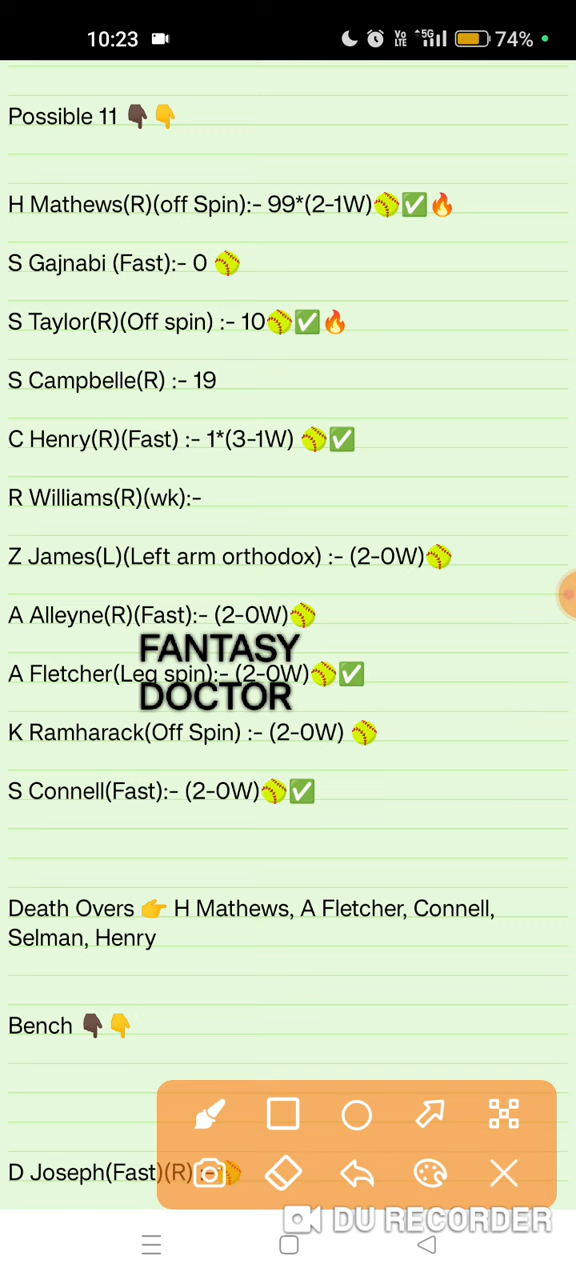 10:23 Vo LTE 5G 74%
Possible 11 👇🏿👇
H Mathews(R)(off Spin):- 99*(2-1W)🥎✅🔥
S Gajnabi (Fast):- 0 🥎
S Taylor(R)(Off spin) :- 10🥎✅🔥
S Campbelle(R) :- 19
C Henry(R)(Fast) :- 1*(3-1W) 🥎✅
R Williams(R)(wk):-
Z James(L)(Left arm orthodox) :- (2-0W)🥎
A Alleyne(R)(Fast):- (2-0W)🥎
FANTASY
A Fletcher(Leg spin):- (2-0W)🥎✅
DOCTOR
K Ramharack(Off Spin) :- (2-0W) 🥎
S Connell(Fast):- (2-0W)🥎✅
Death Overs 👉 H Mathews, A Fletcher, Connell,
Selman, Henry
Bench 👇🏿👇
D Joseph(Fast)(R) :-🥎
DU RECORDER